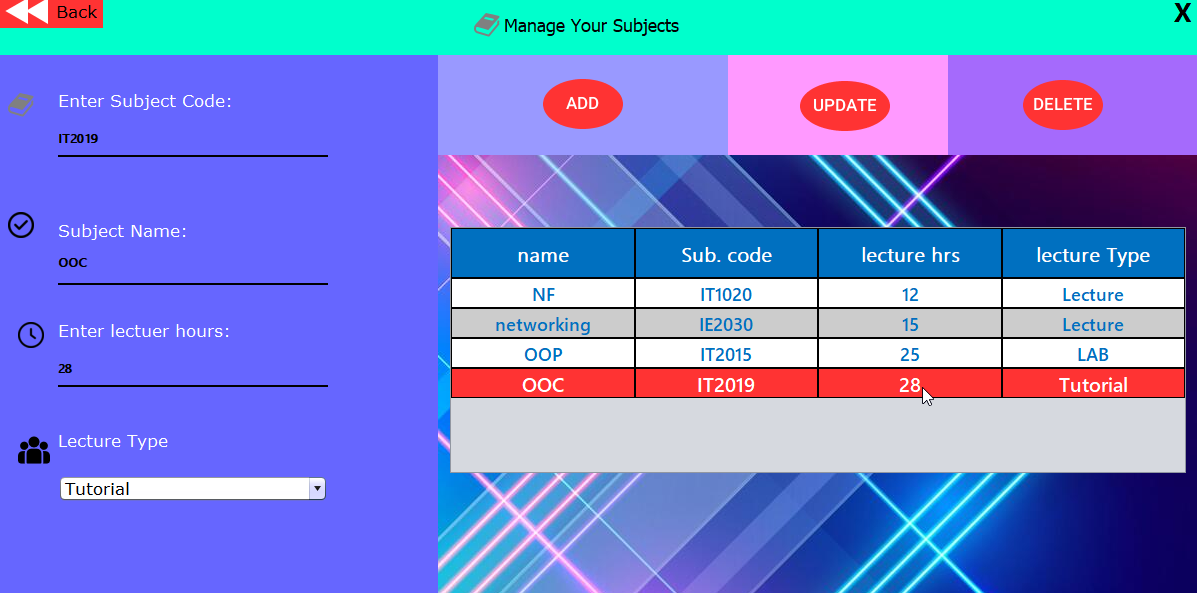 Back
Manage Your Subjects
X
Enter Subject Code:
IT2019
Subject Name:
OOC
Enter lectuer hours:
28
Lecture Type
Tutorial
ADD
UPDATE
DELETE
name Sub. code lecture hrs lecture Type
NF IT1020 12 Lecture
networking IE2030 15 Lecture
OOP IT2015 25 LAB
OOC IT2019 28 Tutorial